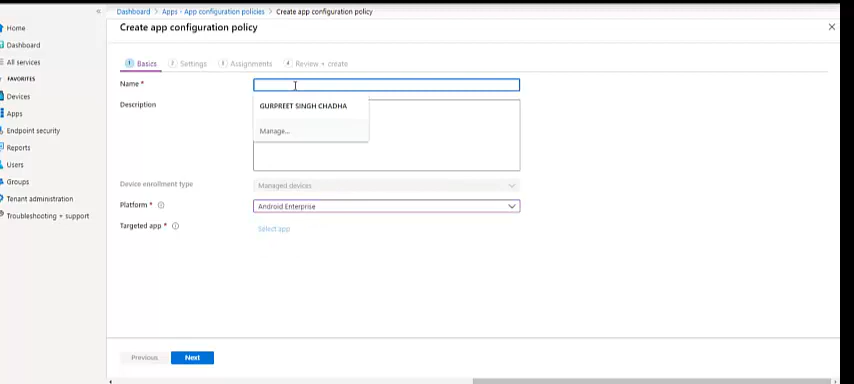 Dashboard > Apps - App configuration policies > Create app configuration policy
Create app configuration policy
Home
Dashboard
All services
FAVORITES
Devices
Apps
Endpoint security
Reports
Users
Groups
Tenant administration
Troubleshooting + support
1 Basics 2 Settings 3 Assignments 4 Review + create
Name *
GURPREET SINGH CHADHA
Manage...
Description
Device enrollment type Managed devices
Platform * Android Enterprise
Targeted app * Select app
Previous Next